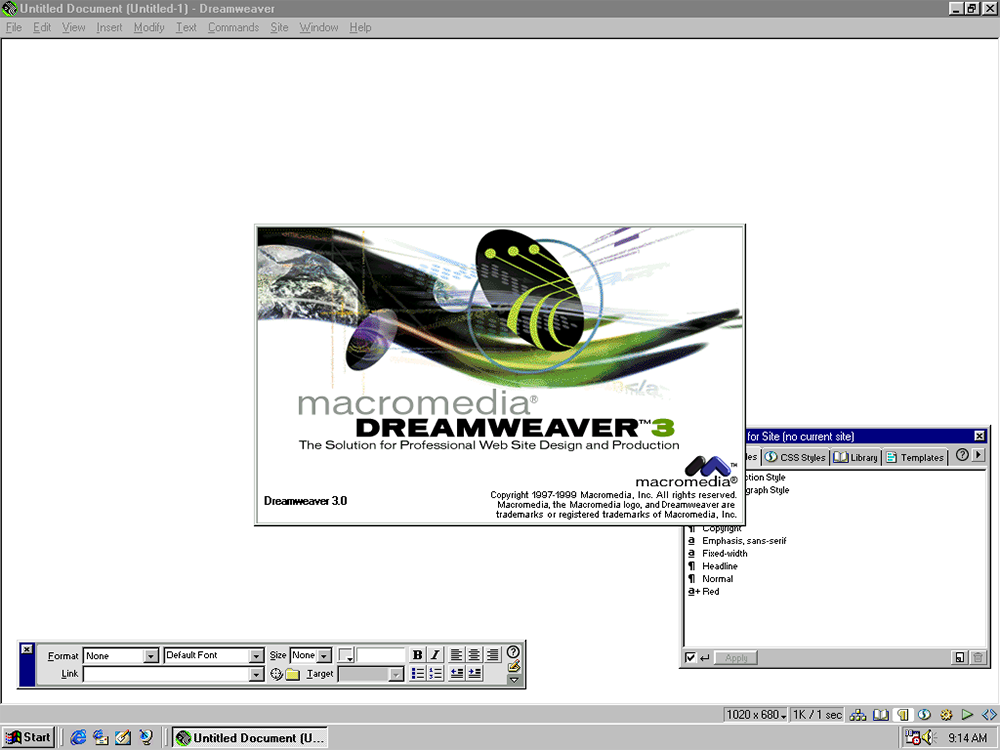 Untitled Document (Untitled-1) - Dreamweaver
File Edit View Insert Modify Text Commands Site Window Help
macromedia®
DREAMWEAVER™3
The Solution for Professional Web Site Design and Production
macromedia®
™
Dreamweaver 3.0
Copyright 1997-1999 Macromedia, Inc. All rights reserved.
Macromedia, the Macromedia logo, and Dreamweaver are
trademarks or registered trademarks of Macromedia, Inc.
for Site (no current site)
CSS Styles Library Templates
Style
Style
Copyright
a Emphasis, sans-serif
a Fixed-width
¶ Headline
¶ Normal
a+ Red
Apply
Format None Default Font Size None B I
Link Target
1020 x 680 1K / 1 sec
Start Untitled Document (U... 9:14 AM